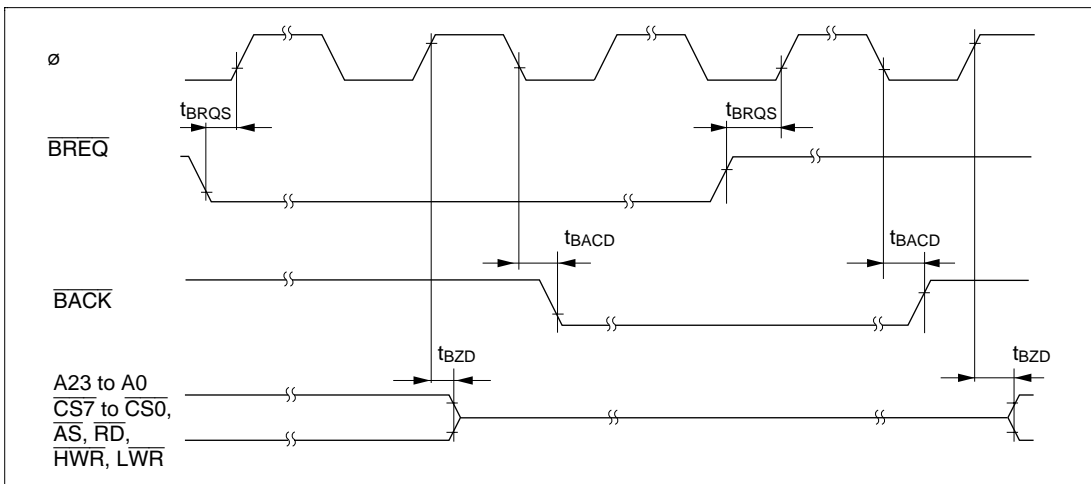 ø
tBRQS
tBRQS
BREQ
tBACD
tBACD
BACK
tBZD
tBZD
A23 to A0
CS7 to CS0,
AS, RD,
HWR, LWR